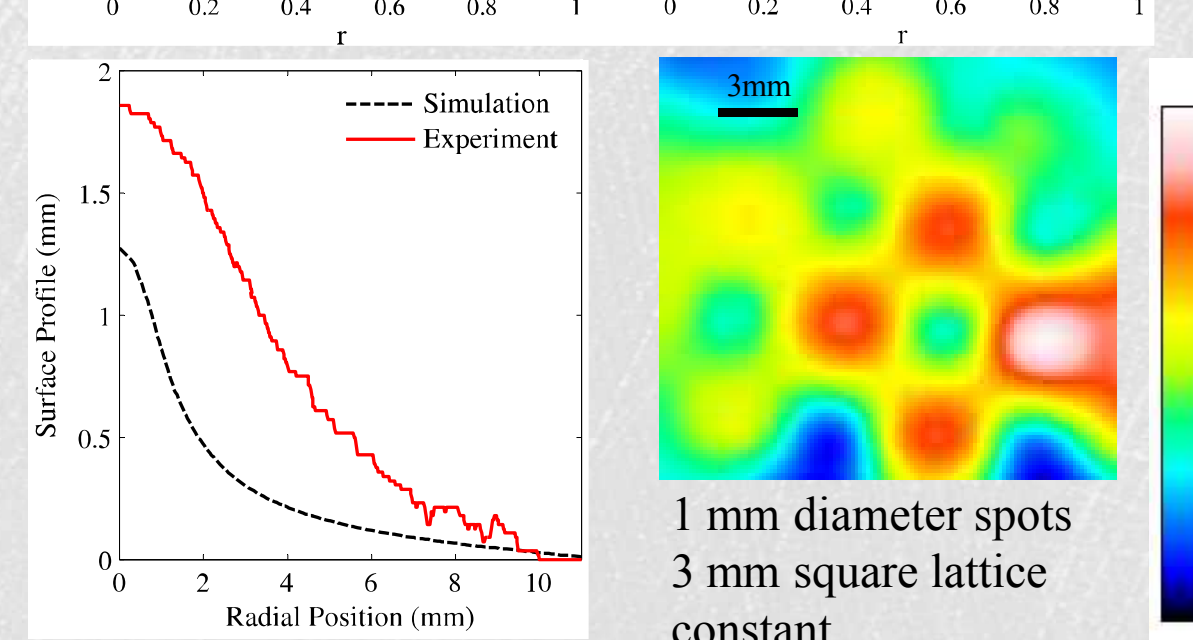 0 0.2 0.4 0.6 0.8 1
r
0 0.2 0.4 0.6 0.8 1
r
2
1.5
1
0.5
0
Surface Profile (mm)
Simulation
Experiment
0 2 4 6 8 10
Radial Position (mm)
3mm
1 mm diameter spots
3 mm square lattice
constant